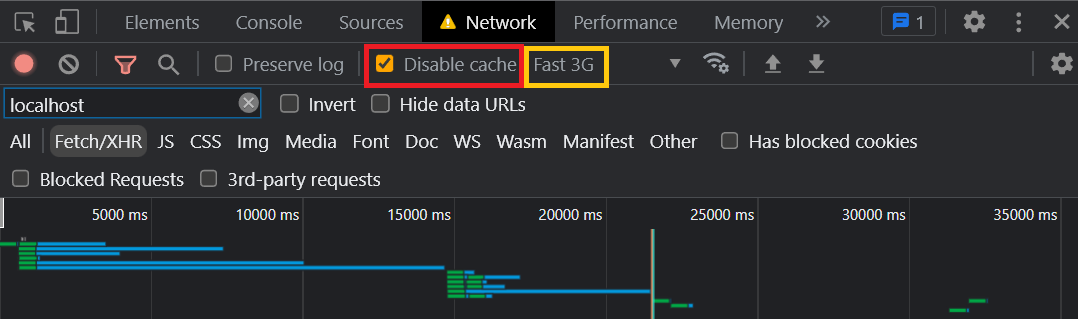 Elements Console Sources Network Performance Memory 1
Preserve log Disable cache Fast 3G
localhost Invert Hide data URLs
All Fetch/XHR JS CSS Img Media Font Doc WS Wasm Manifest Other Has blocked cookies
Blocked Requests 3rd-party requests
5000 ms 10000 ms 15000 ms 20000 ms 25000 ms 30000 ms 35000 ms